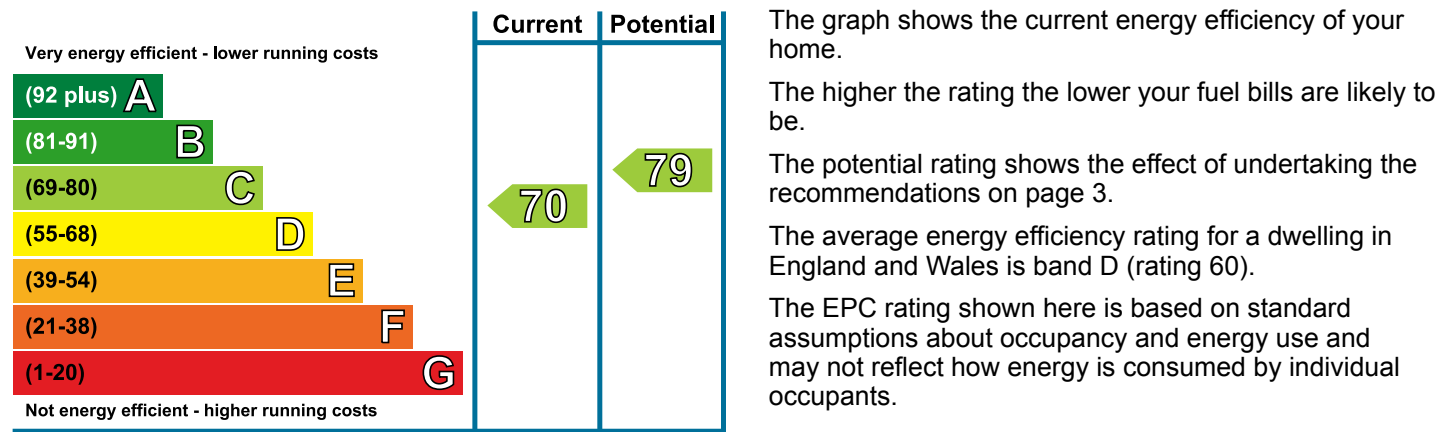 Current Potential
Very energy efficient - lower running costs
(92 plus) A
(81-91) B
(69-80) C
(55-68) D
(39-54) E
(21-38) F
(1-20) G
Not energy efficient - higher running costs
70
79
The graph shows the current energy efficiency of your
home.
The higher the rating the lower your fuel bills are likely to
be.
The potential rating shows the effect of undertaking the
recommendations on page 3.
The average energy efficiency rating for a dwelling in
England and Wales is band D (rating 60).
The EPC rating shown here is based on standard
assumptions about occupancy and energy use and
may not reflect how energy is consumed by individual
occupants.